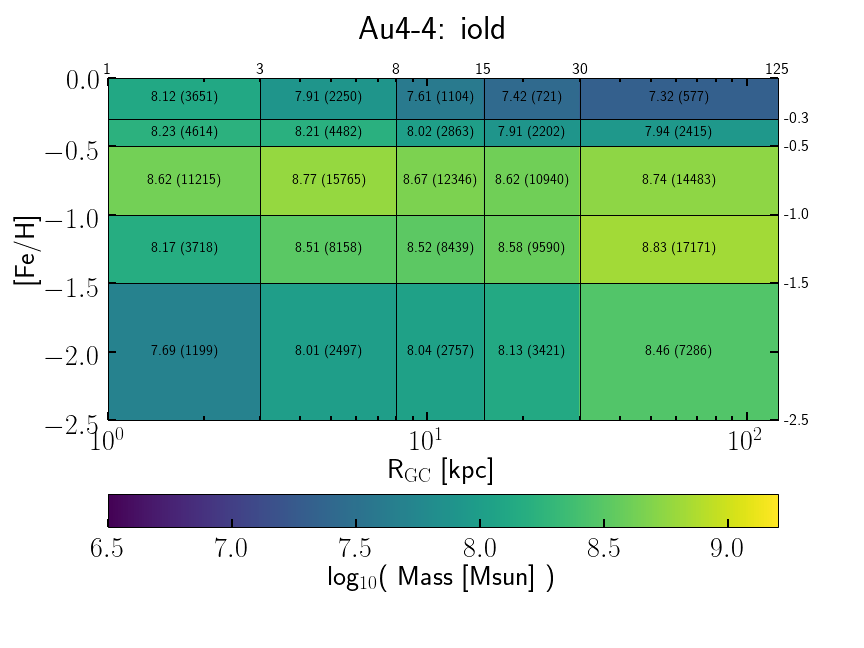 Au4-4: iold
1 3 8 15 30 125
0.0
8.12 (3651) 7.91 (2250) 7.61 (1104) 7.42 (721) 7.32 (577)
-0.3
8.23 (4614) 8.21 (4482) 8.02 (2863) 7.91 (2202) 7.94 (2415)
−0.5 -0.5
8.62 (11215) 8.77 (15765) 8.67 (12346) 8.62 (10940) 8.74 (14483)
−1.0 -1.0
[Fe/H]
8.17 (3718) 8.51 (8158) 8.52 (8439) 8.58 (9590) 8.83 (17171)
−1.5 -1.5
−2.0 7.69 (1199) 8.01 (2497) 8.04 (2757) 8.13 (3421) 8.46 (7286)
−2.5 -2.5
10⁰ 10¹ 10²
R_GC [kpc]
6.5 7.0 7.5 8.0 8.5 9.0
log₁₀( Mass [Msun] )